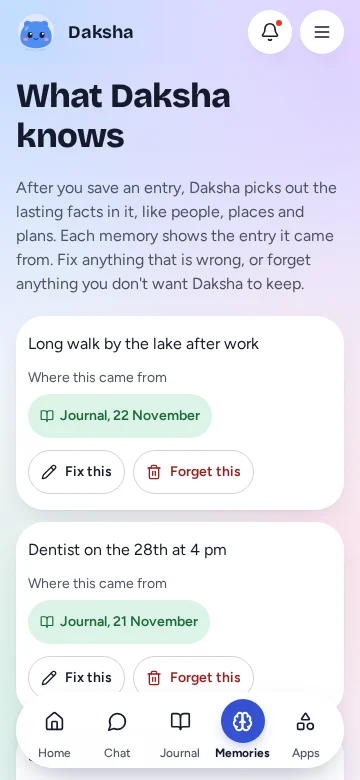 Daksha
What Daksha
knows
After you save an entry, Daksha picks out the
lasting facts in it, like people, places and
plans. Each memory shows the entry it came
from. Fix anything that is wrong, or forget
anything you don't want Daksha to keep.
Long walk by the lake after work
Where this came from
Journal, 22 November
Fix this
Forget this
Dentist on the 28th at 4 pm
Where this came from
Journal, 21 November
Fix this
Forget this
Home
Chat
Journal
Memories
Apps